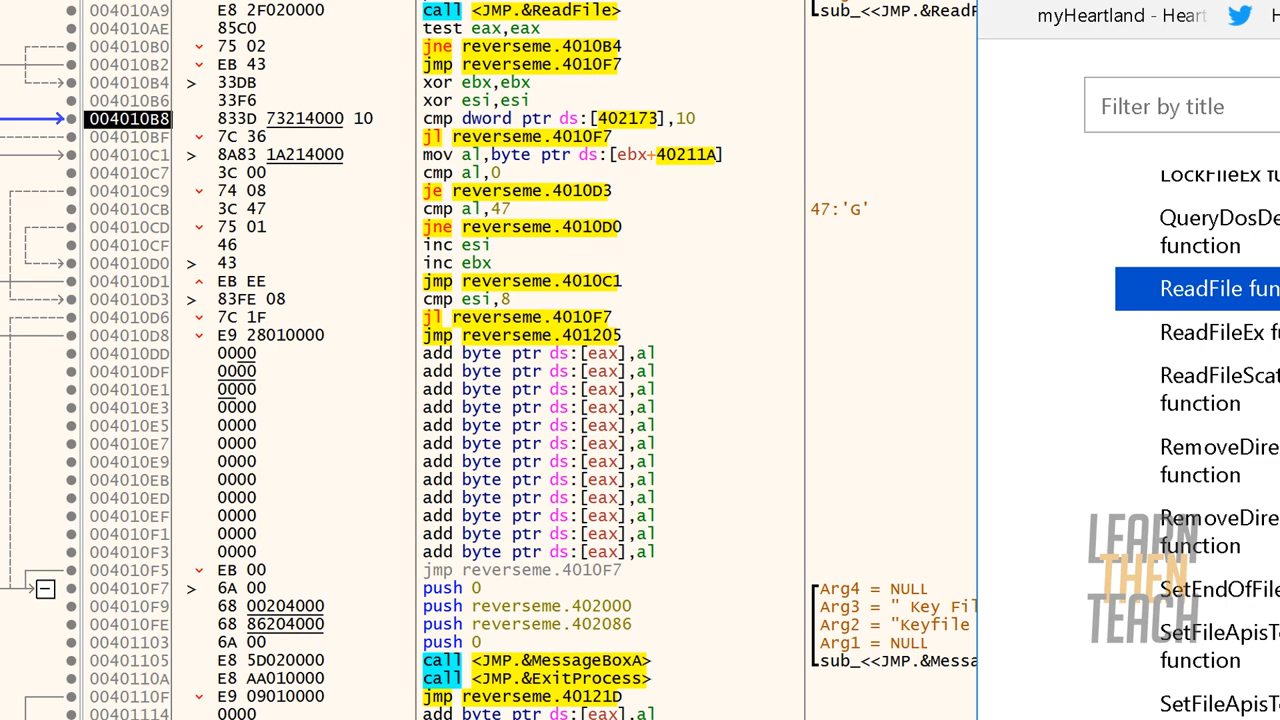 004010A9 E8 2F020000 call <JMP.&ReadFile> sub_<<JMP.&ReadF
004010AE 85C0 test eax,eax
004010B0 75 02 jne reverseme.4010B4
004010B2 EB 43 jmp reverseme.4010F7
004010B4 > 33DB xor ebx,ebx
004010B6 33F6 xor esi,esi
004010B8 833D 73214000 10 cmp dword ptr ds:[402173],10
004010BF 7C 36 jl reverseme.4010F7
004010C1 > 8A83 1A214000 mov al,byte ptr ds:[ebx+40211A]
004010C7 3C 00 cmp al,0
004010C9 74 08 je reverseme.4010D3
004010CB 3C 47 cmp al,47 47:'G'
004010CD 75 01 jne reverseme.4010D0
004010CF 46 inc esi
004010D0 > 43 inc ebx
004010D1 EB EE jmp reverseme.4010C1
004010D3 > 83FE 08 cmp esi,8
004010D6 7C 1F jl reverseme.4010F7
004010D8 E9 28010000 jmp reverseme.401205
004010DD 0000 add byte ptr ds:[eax],al
004010DF 0000 add byte ptr ds:[eax],al
004010E1 0000 add byte ptr ds:[eax],al
004010E3 0000 add byte ptr ds:[eax],al
004010E5 0000 add byte ptr ds:[eax],al
004010E7 0000 add byte ptr ds:[eax],al
004010E9 0000 add byte ptr ds:[eax],al
004010EB 0000 add byte ptr ds:[eax],al
004010ED 0000 add byte ptr ds:[eax],al
004010EF 0000 add byte ptr ds:[eax],al
004010F1 0000 add byte ptr ds:[eax],al
004010F3 0000 add byte ptr ds:[eax],al
004010F5 EB 00 jmp reverseme.4010F7
004010F7 > 6A 00 push 0 Arg4 = NULL
004010F9 68 00204000 push reverseme.402000 Arg3 = " Key Fil
004010FE 68 86204000 push reverseme.402086 Arg2 = "Keyfile
00401103 6A 00 push 0 Arg1 = NULL
00401105 E8 5D020000 call <JMP.&MessageBoxA> sub_<<JMP.&Messa
0040110A E8 AA010000 call <JMP.&ExitProcess>
0040110F E9 09010000 jmp reverseme.40121D
00401114 0000 add byte ptr ds:[eax],al
myHeartland - Heart
Filter by title
LockFileEx fu
QueryDosDe
function
ReadFile fun
ReadFileEx fu
ReadFileScat
function
RemoveDire
function
RemoveDire
function
SetEndOfFile
SetFileApisTo
function
SetFileApisTo
LEARN
THEN
TEACH